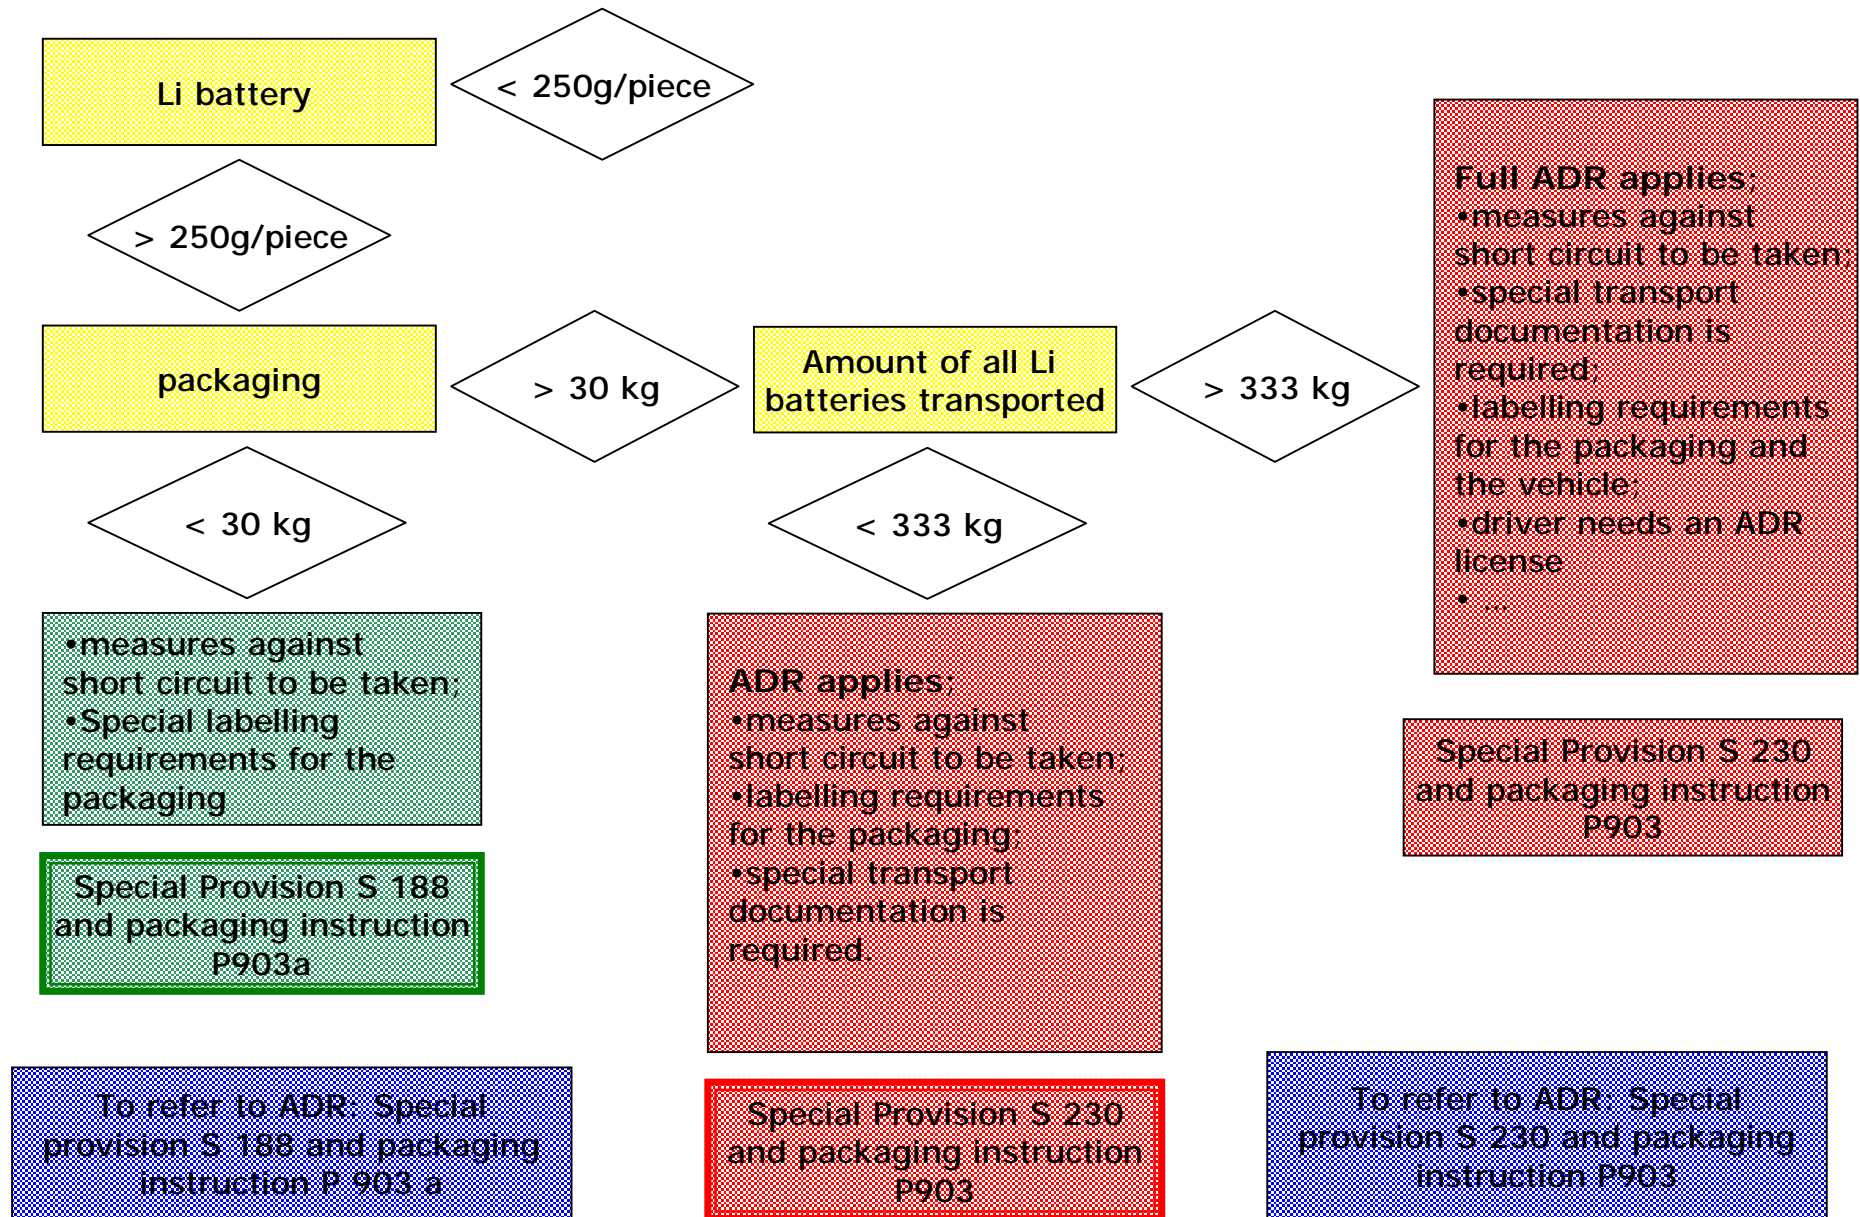 Li battery
< 250g/piece
> 250g/piece
packaging
> 30 kg
Amount of all Li
batteries transported
> 333 kg
Full ADR applies;
•measures against
short circuit to be taken;
•special transport
documentation is
required;
•labelling requirements
for the packaging and
the vehicle;
•driver needs an ADR
license
• ...
< 30 kg
< 333 kg
•measures against
short circuit to be taken;
•Special labelling
requirements for the
packaging
ADR applies;
•measures against
short circuit to be taken;
•labelling requirements
for the packaging;
•special transport
documentation is
required.
Special Provision S 230
and packaging instruction
P903
Special Provision S 188
and packaging instruction
P903a
To refer to ADR: Special
provision S 188 and packaging
instruction P 903 a
Special Provision S 230
and packaging instruction
P903
To refer to ADR: Special
provision S 230 and packaging
instruction P903